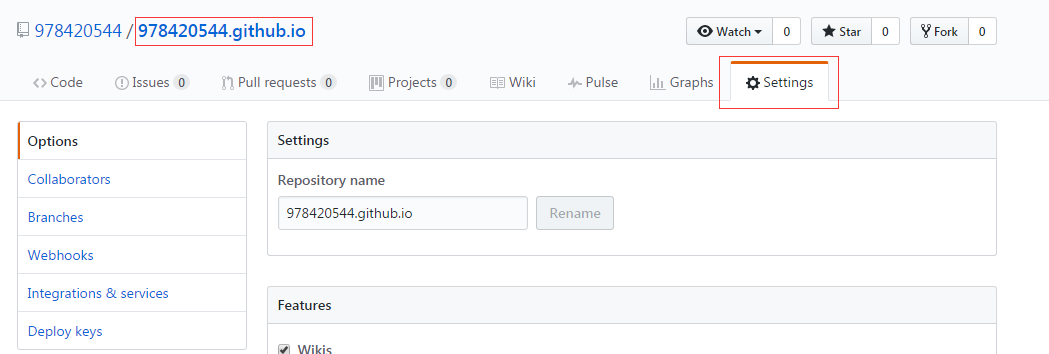 978420544 / 978420544.github.io Watch 0 Star 0 Fork 0
Code Issues 0 Pull requests 0 Projects 0 Wiki Pulse Graphs Settings
Options
Collaborators
Branches
Webhooks
Integrations & services
Deploy keys
Settings
Repository name
978420544.github.io Rename
Features
Wikis